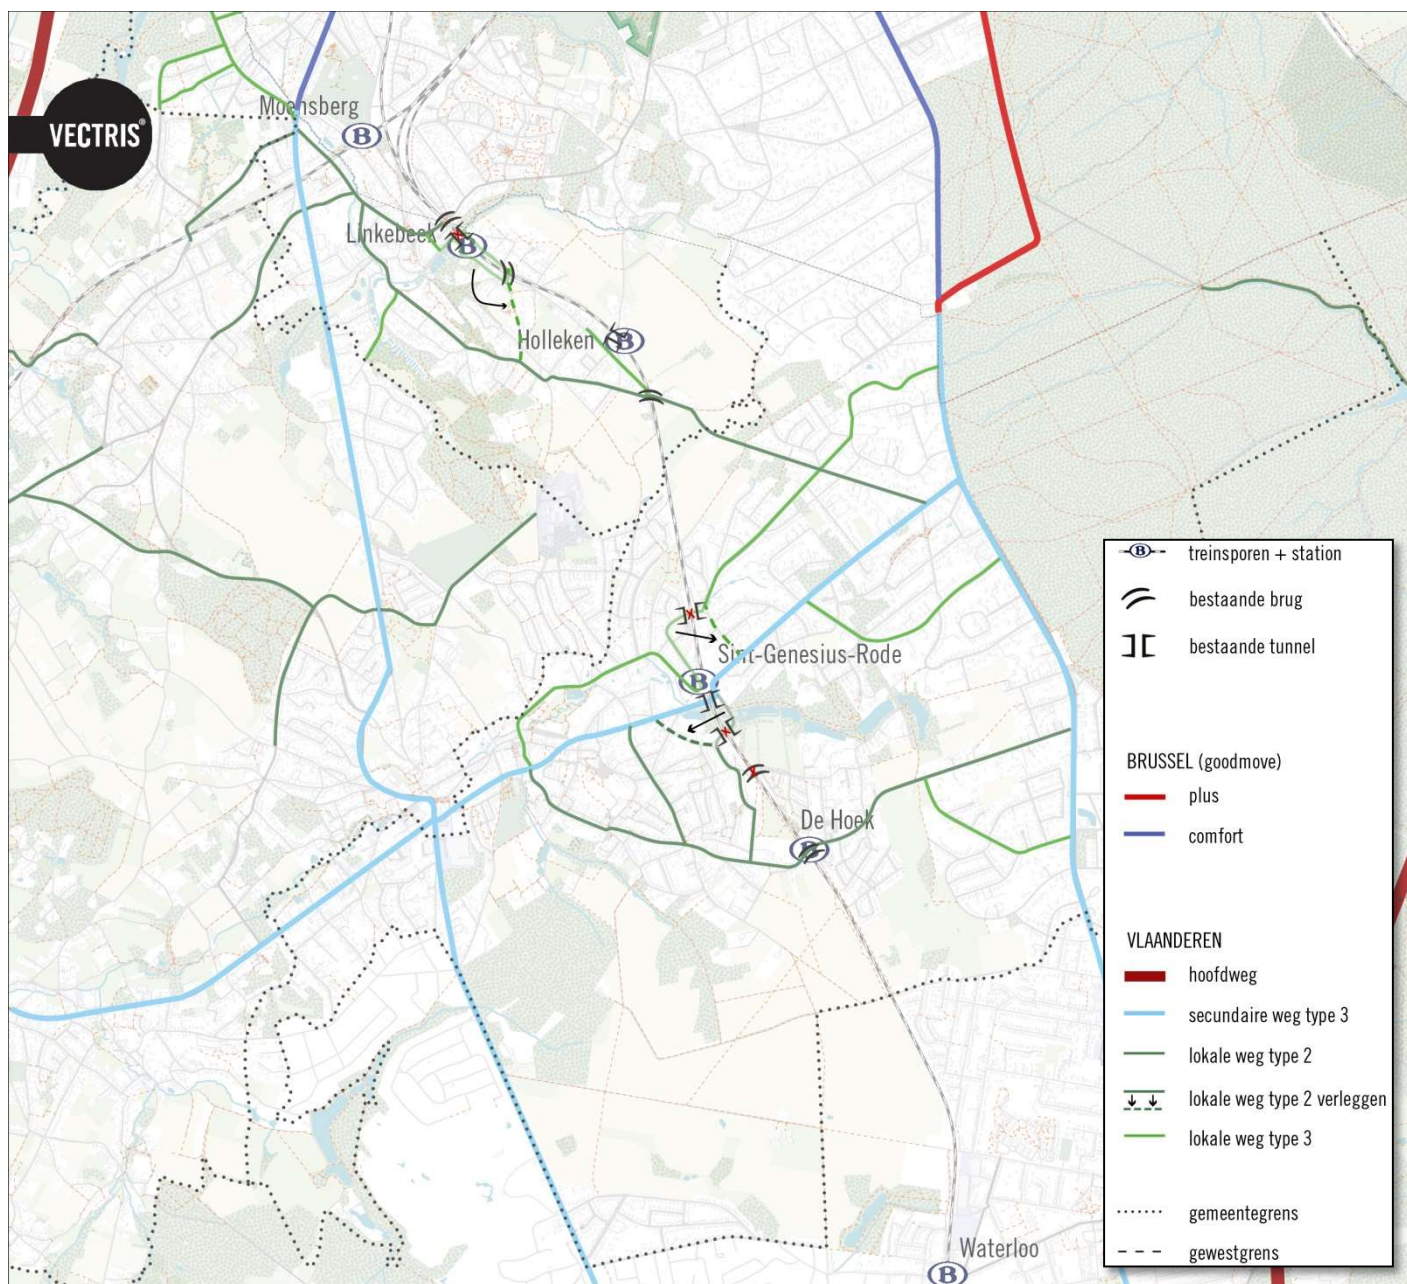 Moensberg
B
VECTRIS®
Linkebeek
B
Holleken
B
treinsporen + station
B
bestaande brug
bestaande tunnel
Sint-Genesius-Rode
B
BRUSSEL (goodmove)
plus
comfort
De Hoek
B
VLAANDEREN
hoofdweg
secundaire weg type 3
lokale weg type 2
lokale weg type 2 verleggen
lokale weg type 3
gemeentegrens
gewestgrens
Waterloo
B